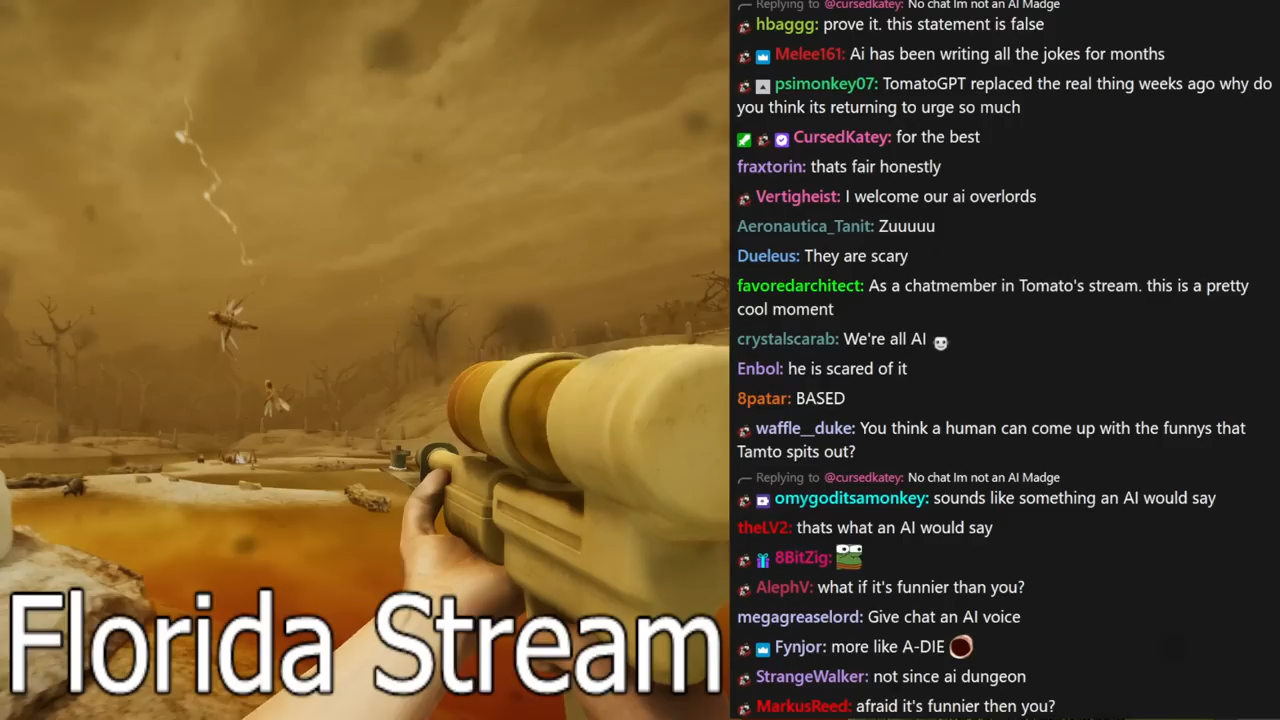 Replying to @cursedkatey: No chat Im not an AI Madge
hbaggg: prove it. this statement is false
Melee161: Ai has been writing all the jokes for months
psimonkey07: TomatoGPT replaced the real thing weeks ago why do
you think its returning to urge so much
CursedKatey: for the best
fraxtorin: thats fair honestly
Vertigheist: I welcome our ai overlords
Aeronautica_Tanit: Zuuuuu
Dueleus: They are scary
favoredarchitect: As a chatmember in Tomato's stream. this is a pretty
cool moment
crystalscarab: We're all AI
Enbol: he is scared of it
8patar: BASED
waffle__duke: You think a human can come up with the funnys that
Tamto spits out?
Replying to @cursedkatey: No chat Im not an AI Madge
omygoditsamonkey: sounds like something an AI would say
theLV2: thats what an AI would say
8BitZig:
AlephV: what if it's funnier than you?
megagreaselord: Give chat an AI voice
Fynjor: more like A-DIE
StrangeWalker: not since ai dungeon
MarkusReed: afraid it's funnier then you?
Florida Stream